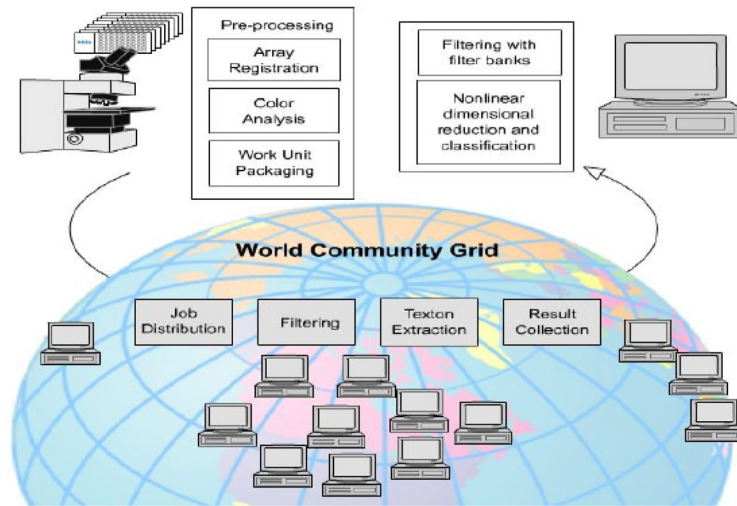 Pre-processing
Array
Registration
Color
Analysis
Work Unit
Packaging
Filtering with
filter banks
Nonlinear
dimensional
reduction and
classification
World Community Grid
Job
Distribution
Filtering
Texton
Extraction
Result
Collection